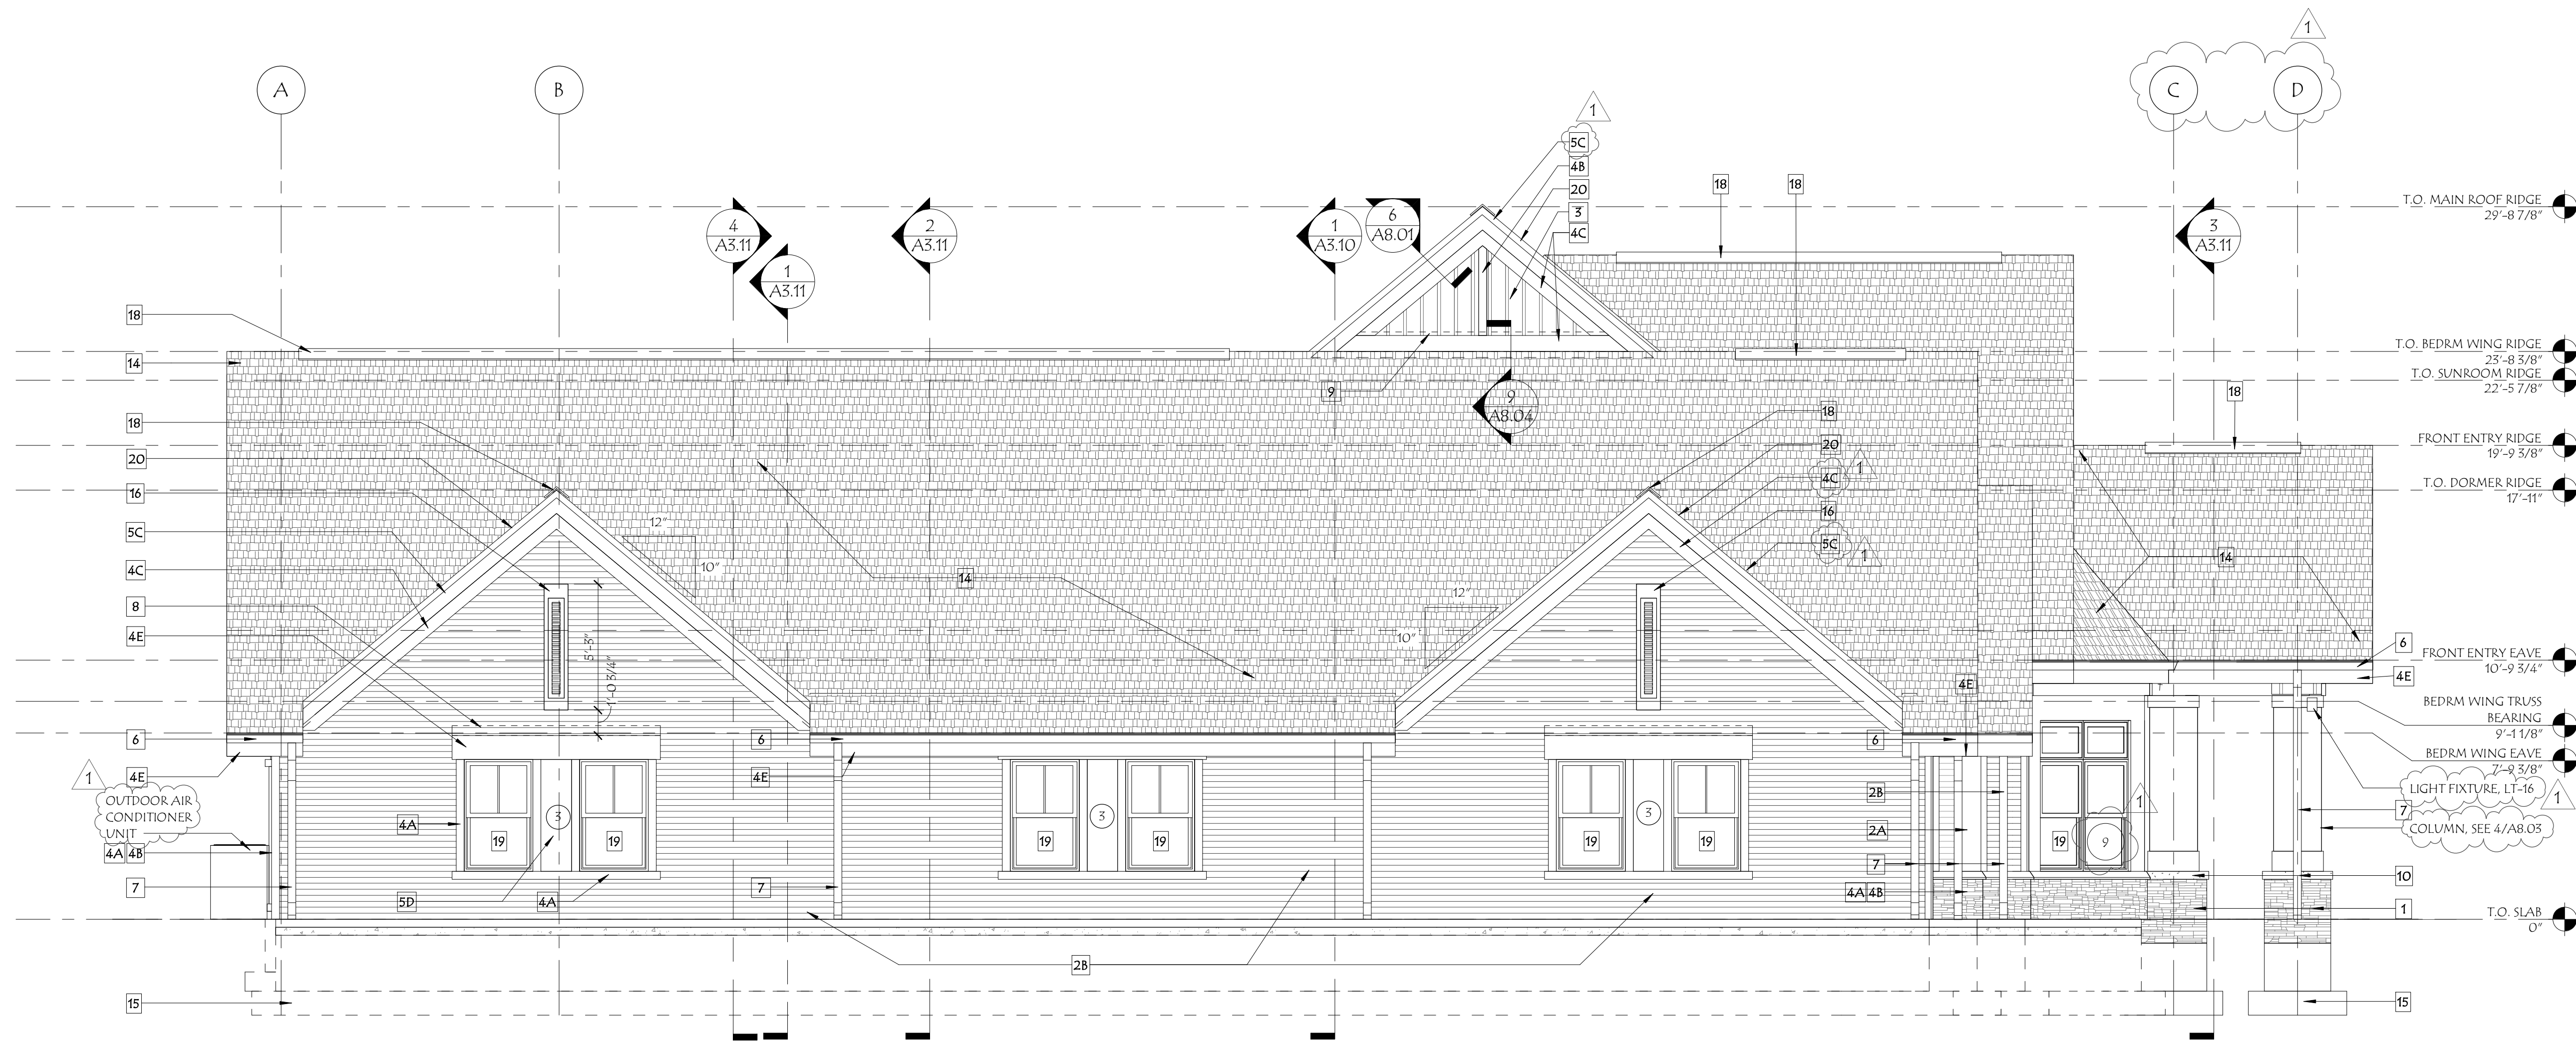 1
A
B
C
D
1
5C
4B
20
3
4C
18
18
T.O. MAIN ROOF RIDGE
29'-8 7/8"
4
A3.11
2
A3.11
1
A3.10
6
A8.01
3
A3.11
1
A3.11
18
14
T.O. BEDRM WING RIDGE
23'-8 3/8"
T.O. SUNROOM RIDGE
22'-5 7/8"
9
9
A8.04
18
18
18
20
20
1
4C
FRONT ENTRY RIDGE
19'-9 3/8"
16
16
T.O. DORMER RIDGE
17'-11"
5C
12"
10"
5C
1
14
14
4C
8
12"
10"
4E
5'-3"
1'-0 3/4"
6
FRONT ENTRY EAVE
10'-9 3/4"
4E
4E
BEDRM WING TRUSS
BEARING
9'-1 1/8"
6
6
6
BEDRM WING EAVE
7'-9 3/8"
1
4E
4E
OUTDOOR AIR
CONDITIONER
UNIT
4A 4B
2B
LIGHT FIXTURE, LT-16
1
1
7
4A
3
3
3
2A
COLUMN, SEE 4/A8.03
19
19
19
19
19
19
19
9
7
7
7
10
5D
4A
4A 4B
1
T.O. SLAB
0"
2B
15
15